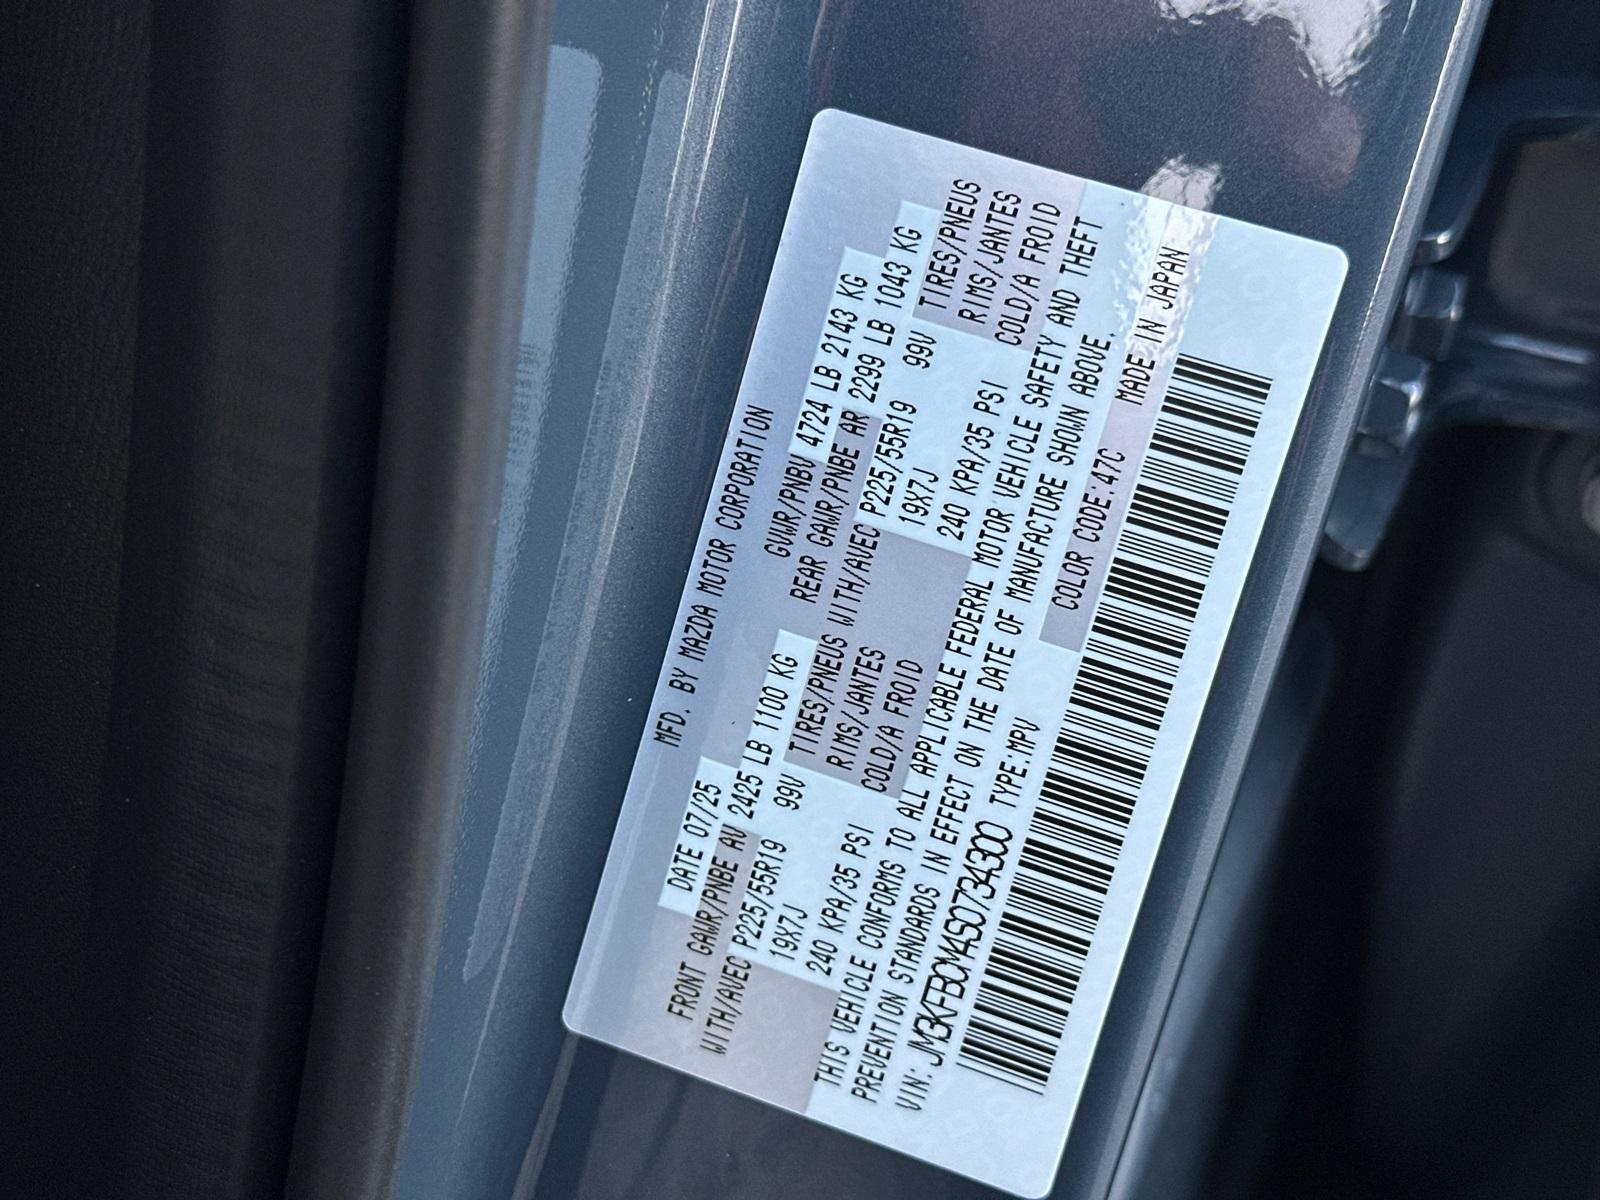 MFD. BY MAZDA MOTOR CORPORATION
DATE 07/25 GVWR/PNBV 4724 LB 2143 KG
FRONT GAWR/PNBE AV 2425 LB 1100 KG REAR GAWR/PNBE AR 2299 LB 1043 KG
WITH/AVEC P225/55R19 99V TIRES/PNEUS WITH/AVEC P225/55R19 99V TIRES/PNEUS
19X7J RIMS/JANTES 19X7J RIMS/JANTES
240 KPA/35 PSI COLD/A FROID 240 KPA/35 PSI COLD/A FROID
THIS VEHICLE CONFORMS TO ALL APPLICABLE FEDERAL MOTOR VEHICLE SAFETY AND THEFT
PREVENTION STANDARDS IN EFFECT ON THE DATE OF MANUFACTURE SHOWN ABOVE.
VIN: JM3KFBCM4S0734300 TYPE:MPV COLOR CODE:47C MADE IN JAPAN